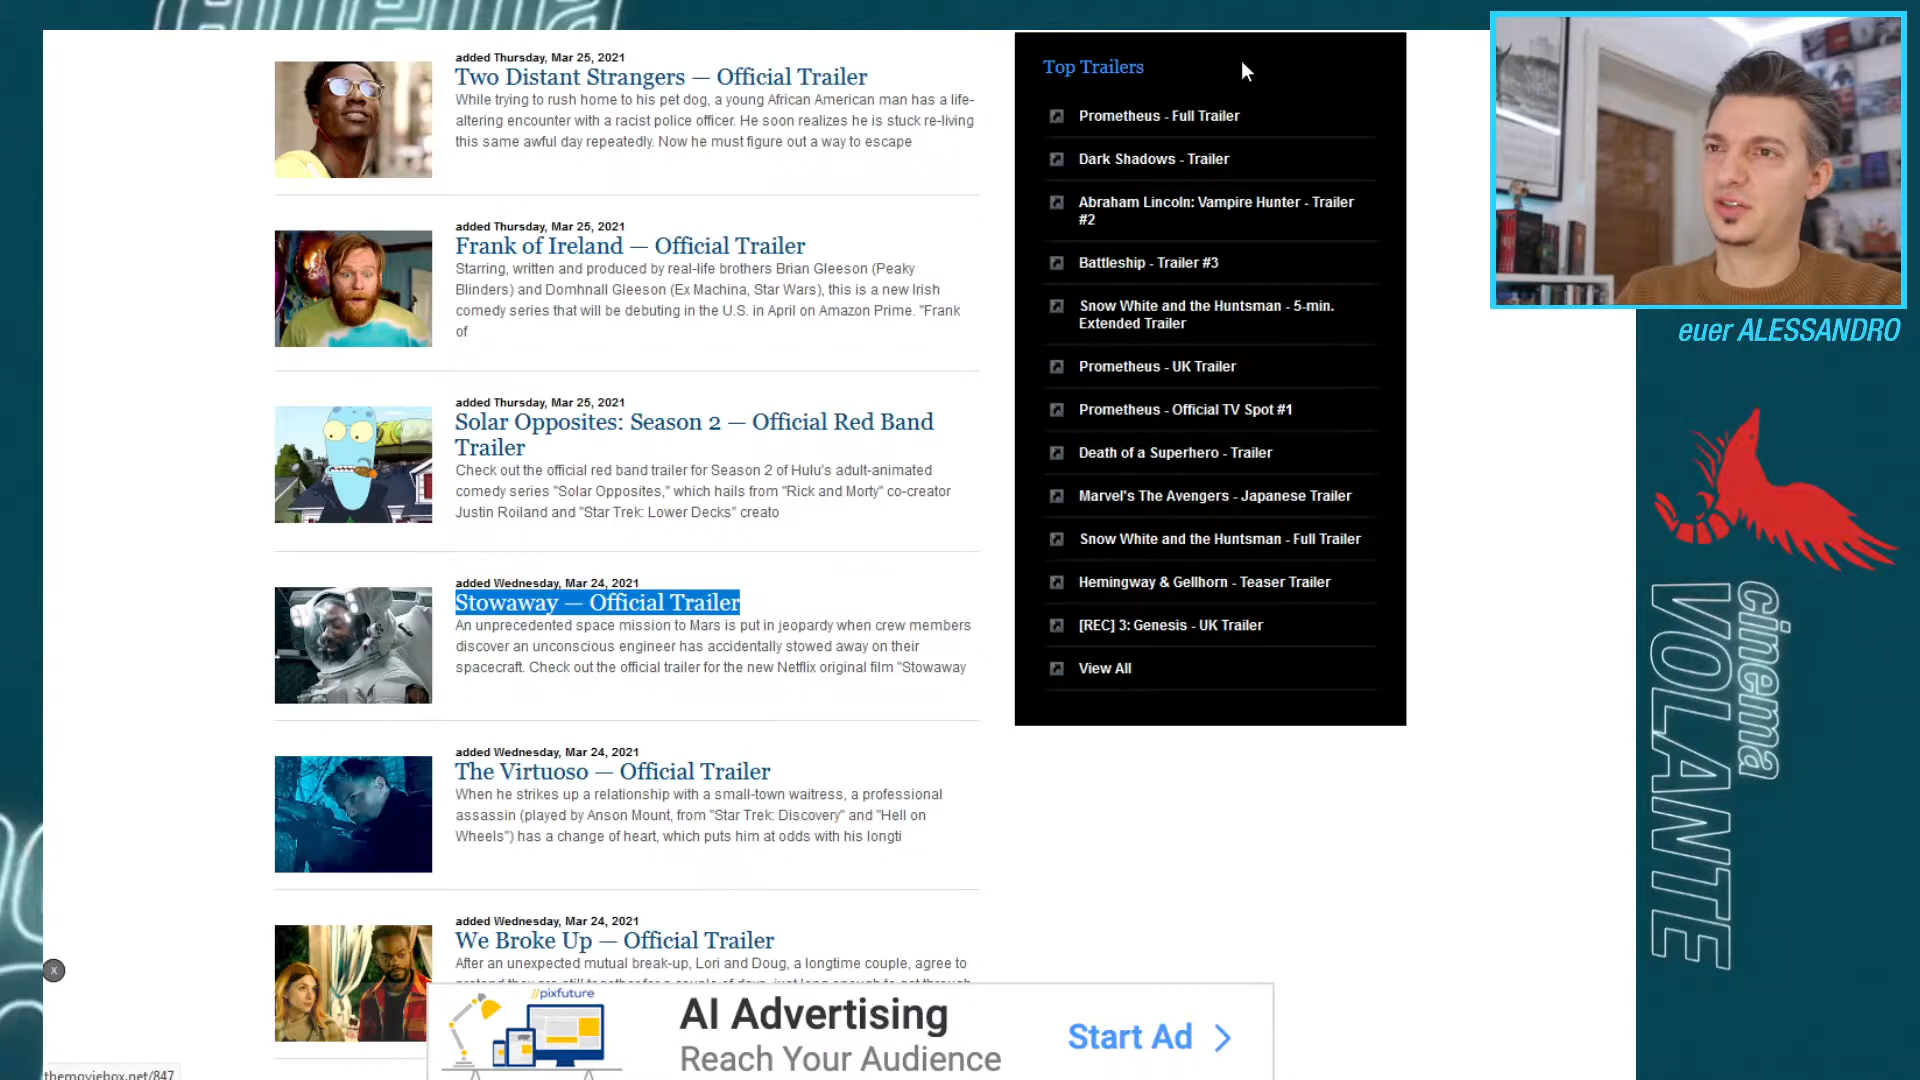 added Thursday, Mar 25, 2021
Two Distant Strangers — Official Trailer
While trying to rush home to his pet dog, a young African American man has a life-
altering encounter with a racist police officer. He soon realizes he is stuck re-living
this same awful day repeatedly. Now he must figure out a way to escape
added Thursday, Mar 25, 2021
Frank of Ireland — Official Trailer
Starring, written and produced by real-life brothers Brian Gleeson (Peaky
Blinders) and Domhnall Gleeson (Ex Machina, Star Wars), this is a new Irish
comedy series that will be debuting in the U.S. in April on Amazon Prime. "Frank
of
added Thursday, Mar 25, 2021
Solar Opposites: Season 2 — Official Red Band
Trailer
Check out the official red band trailer for Season 2 of Hulu's adult-animated
comedy series "Solar Opposites," which hails from "Rick and Morty" co-creator
Justin Roiland and "Star Trek: Lower Decks" creato
added Wednesday, Mar 24, 2021
Stowaway — Official Trailer
An unprecedented space mission to Mars is put in jeopardy when crew members
discover an unconscious engineer has accidentally stowed away on their
spacecraft. Check out the official trailer for the new Netflix original film "Stowaway
added Wednesday, Mar 24, 2021
The Virtuoso — Official Trailer
When he strikes up a relationship with a small-town waitress, a professional
assassin (played by Anson Mount, from "Star Trek: Discovery" and "Hell on
Wheels") has a change of heart, which puts him at odds with his longti
added Wednesday, Mar 24, 2021
We Broke Up — Official Trailer
After an unexpected mutual break-up, Lori and Doug, a longtime couple, agree to
Top Trailers
Prometheus - Full Trailer
Dark Shadows - Trailer
Abraham Lincoln: Vampire Hunter - Trailer
#2
Battleship - Trailer #3
Snow White and the Huntsman - 5-min.
Extended Trailer
Prometheus - UK Trailer
Prometheus - Official TV Spot #1
Death of a Superhero - Trailer
Marvel's The Avengers - Japanese Trailer
Snow White and the Huntsman - Full Trailer
Hemingway & Gellhorn - Teaser Trailer
[REC] 3: Genesis - UK Trailer
View All
euer ALESSANDRO
cinema
VOLANTE
x
//pixfuture
AI Advertising
Reach Your Audience
Start Ad
themoviebox.net/847